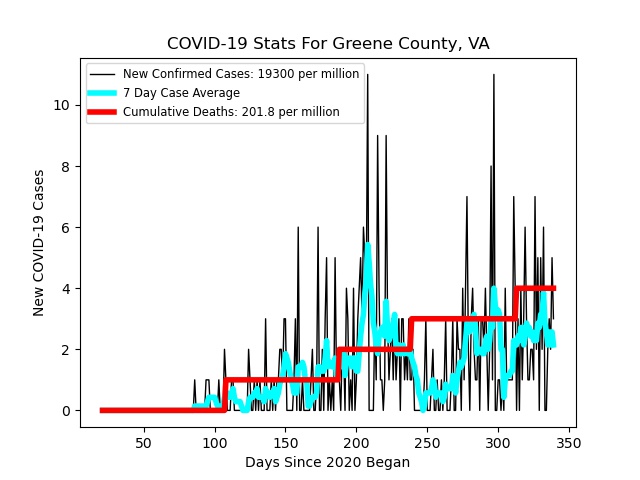 COVID-19 Stats For Greene County, VA
New Confirmed Cases: 19300 per million
7 Day Case Average
Cumulative Deaths: 201.8 per million
New COVID-19 Cases
10
8
6
4
2
0
50 100 150 200 250 300 350
Days Since 2020 Began